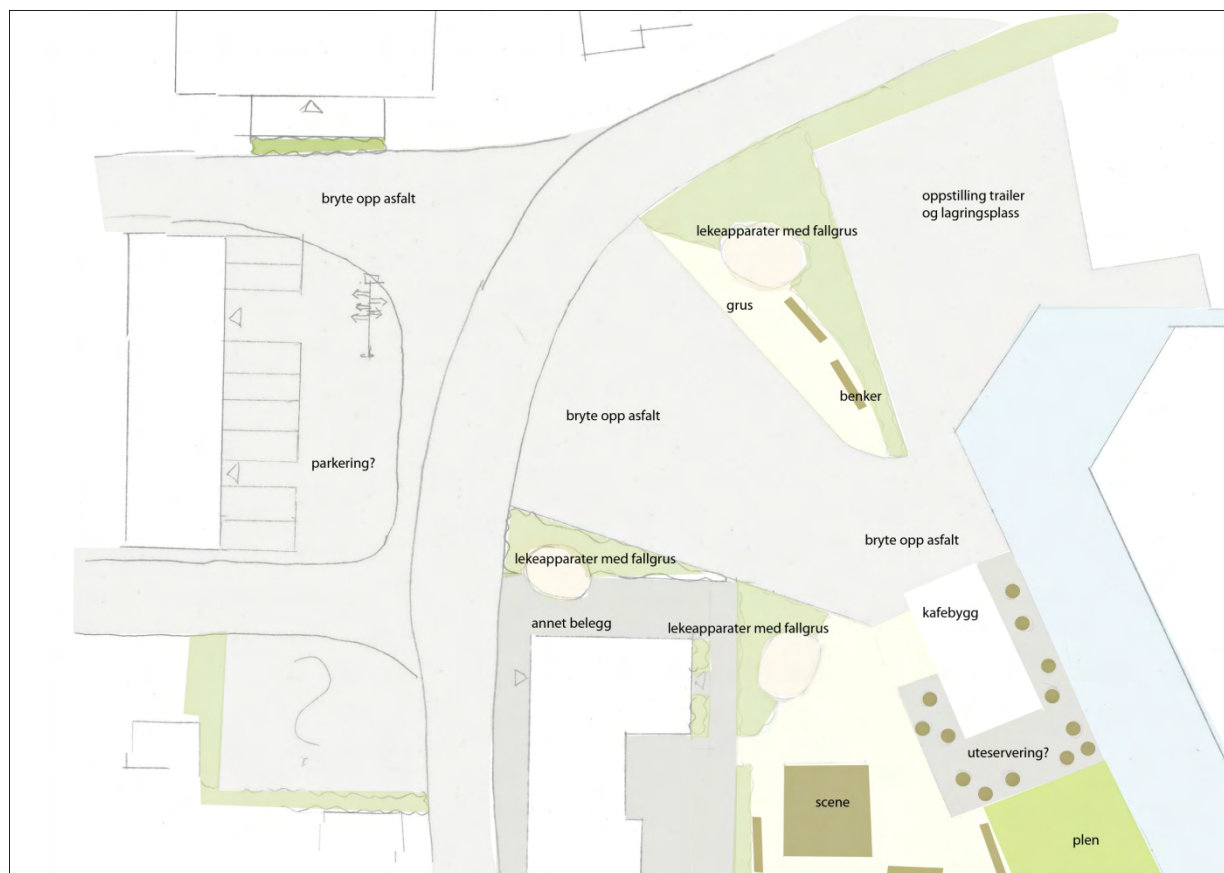 bryte opp asfalt
oppstilling trailer
og lagringsplass
lekeapparater med fallgrus
grus
benker
bryte opp asfalt
parkering?
bryte opp asfalt
lekeapparater med fallgrus
kafebygg
annet belegg
lekeapparater med fallgrus
uteservering?
scene
plen